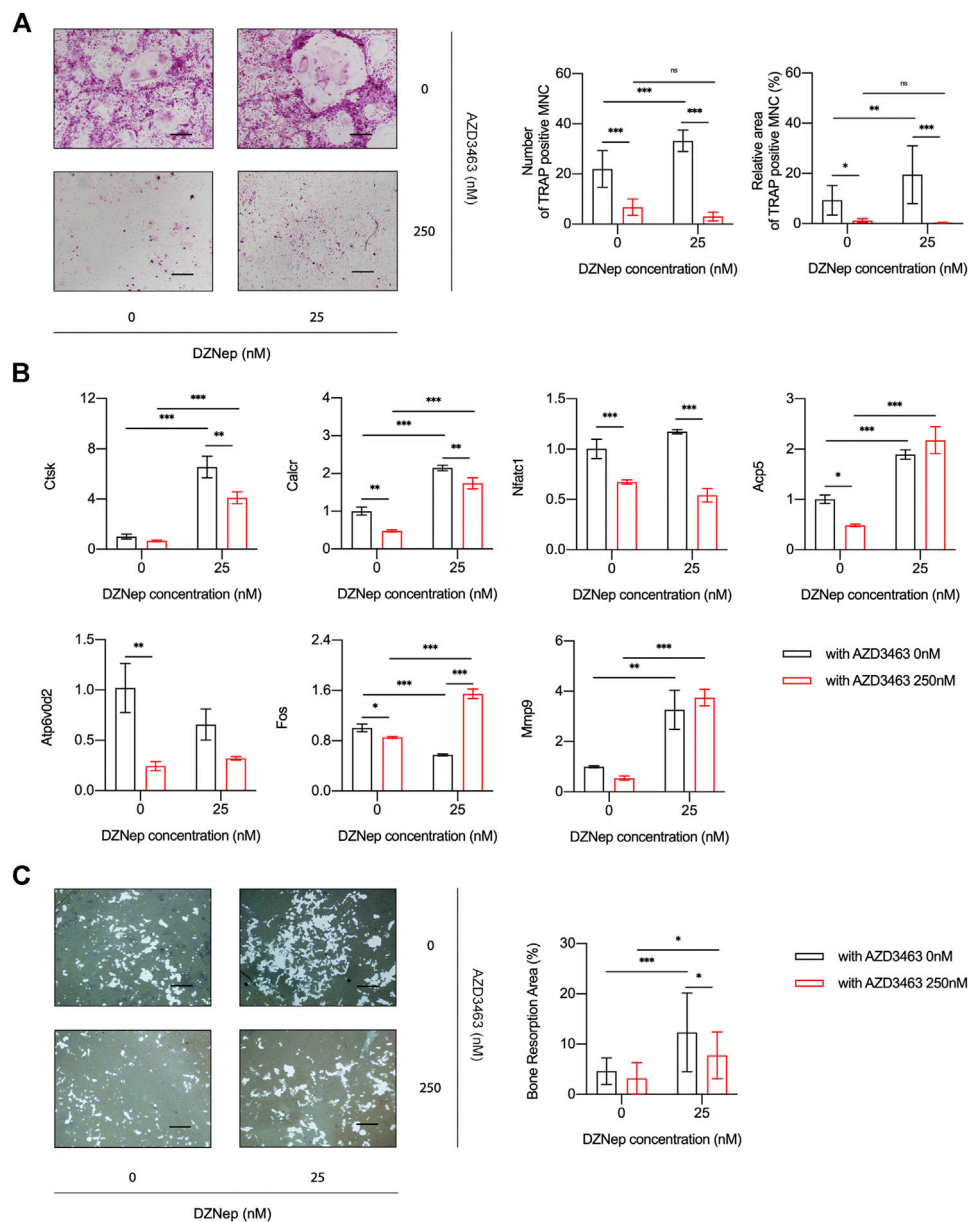 A
0
250
AZD3463 (nM)
0
25
DZNep (nM)
Number
of TRAP positive MNC
60
40
20
0
ns
***
***
***
0
25
DZNep concentration (nM)
Relative area
of TRAP positive MNC (%)
60
40
20
0
ns
**
***
*
0
25
DZNep concentration (nM)
B
Ctsk
12
8
4
0
***
***
**
0
25
DZNep concentration (nM)
Calcr
4
3
2
1
0
***
***
**
**
0
25
DZNep concentration (nM)
Nfatc1
1.5
1.0
0.5
0.0
***
***
0
25
DZNep concentration (nM)
Acp5
3
2
1
0
***
***
*
0
25
DZNep concentration (nM)
Atp6v0d2
1.5
1.0
0.5
0.0
**
0
25
DZNep concentration (nM)
Fos
2.4
1.6
0.8
0.0
***
***
***
*
0
25
DZNep concentration (nM)
Mmp9
6
4
2
0
***
**
0
25
DZNep concentration (nM)
with AZD3463 0nM
with AZD3463 250nM
C
0
250
AZD3463 (nM)
0
25
DZNep (nM)
Bone Resorption Area (%)
30
20
10
0
*
***
*
0
25
DZNep concentration (nM)
with AZD3463 0nM
with AZD3463 250nM